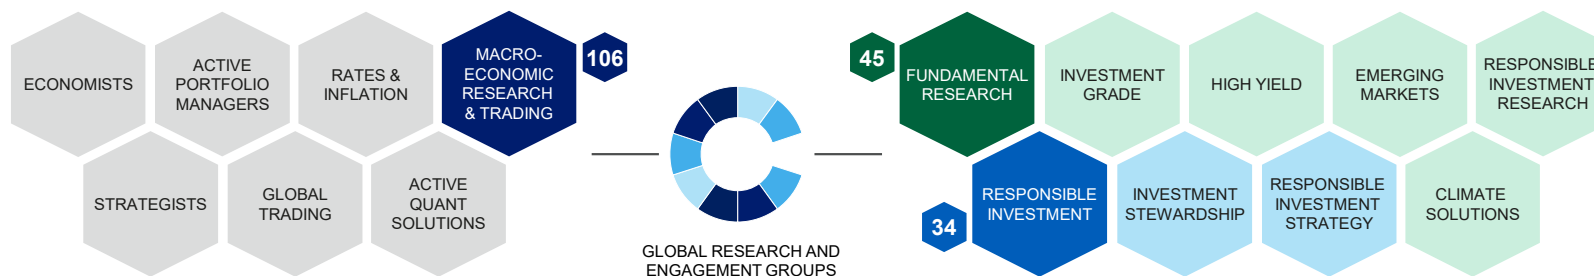 ECONOMISTS
ACTIVE
PORTFOLIO
MANAGERS
RATES &
INFLATION
MACRO-
ECONOMIC
RESEARCH
& TRADING
106
STRATEGISTS
GLOBAL
TRADING
ACTIVE
QUANT
SOLUTIONS
GLOBAL RESEARCH AND
ENGAGEMENT GROUPS
45
FUNDAMENTAL
RESEARCH
INVESTMENT
GRADE
HIGH YIELD
EMERGING
MARKETS
RESPONSIBLE
INVESTMENT
RESEARCH
34
RESPONSIBLE
INVESTMENT
INVESTMENT
STEWARDSHIP
RESPONSIBLE
INVESTMENT
STRATEGY
CLIMATE
SOLUTIONS